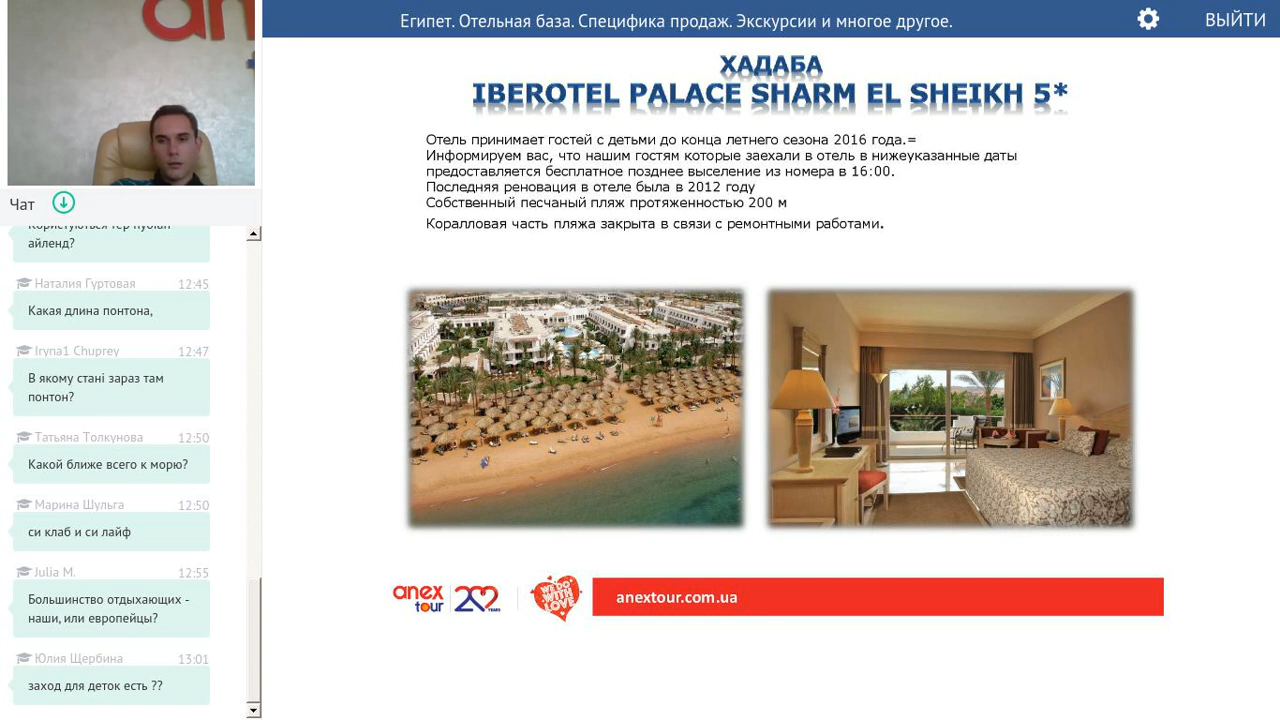 Египет. Отельная база. Специфика продаж. Экскурсии и многое другое.
ВЫЙТИ
Чат
айленд?
Наталия Гуртовая 12:45
Какая длина понтона,
Iryna1 Chuprey 12:47
В якому стані зараз там
понтон?
Татьяна Толкунова 12:50
Какой ближе всего к морю?
Марина Шульга 12:50
си клаб и си лайф
Julia M. 12:55
Большинство отдыхающих -
наши, или европейцы?
Юлия Щербина 13:01
заход для деток есть ??
ХАДАБА
IBEROTEL PALACE SHARM EL SHEIKH 5*
Отель принимает гостей с детьми до конца летнего сезона 2016 года.=
Информируем вас, что нашим гостям которые заехали в отель в нижеуказанные даты
предоставляется бесплатное позднее выселение из номера в 16:00.
Последняя реновация в отеле была в 2012 году
Собственный песчаный пляж протяженностью 200 м
Коралловая часть пляжа закрыта в связи с ремонтными работами.
anex
tour
20 YEARS
WE DO
WITH
LOVE
anextour.com.ua